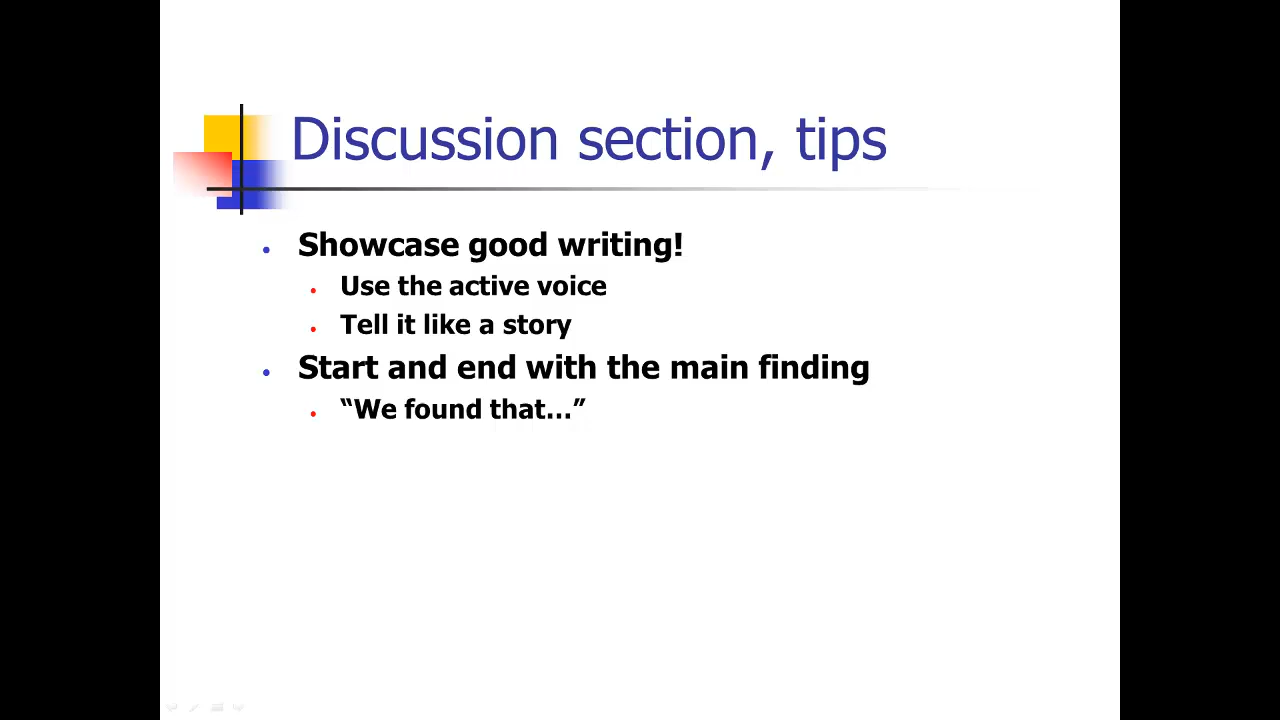 Discussion section, tips
• Showcase good writing!
• Use the active voice
• Tell it like a story
• Start and end with the main finding
• “We found that…”